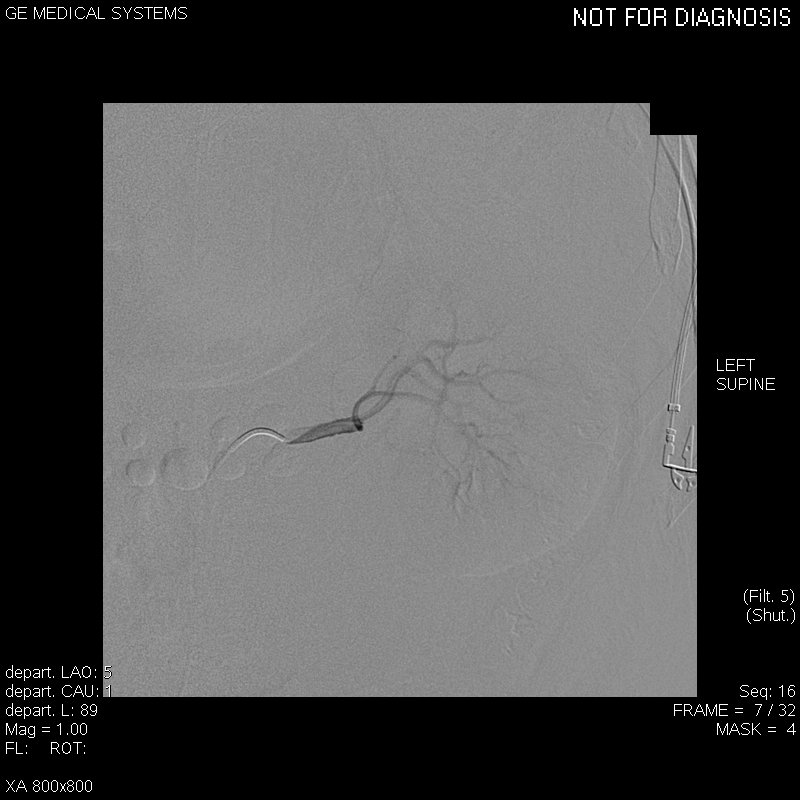 GE MEDICAL SYSTEMS
NOT FOR DIAGNOSIS
LEFT
SUPINE
(Filt. 5)
(Shut.)
depart. LAO: 5
depart. CAU: 1
depart. L: 89
Mag = 1.00
FL: ROT:
Seq: 16
FRAME = 7 / 32
MASK = 4
XA 800x800